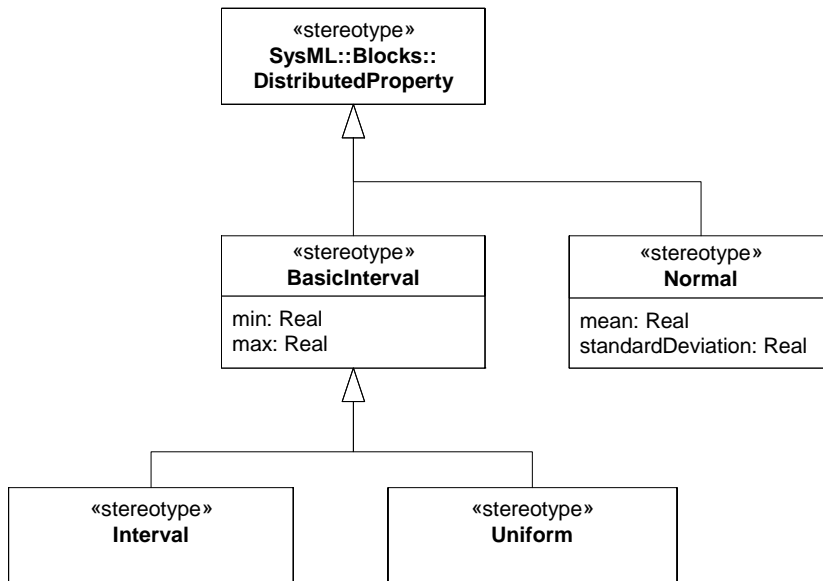 «stereotype»
SysML::Blocks::
DistributedProperty
«stereotype»
BasicInterval
min: Real
max: Real
«stereotype»
Normal
mean: Real
standardDeviation: Real
«stereotype»
Interval
«stereotype»
Uniform